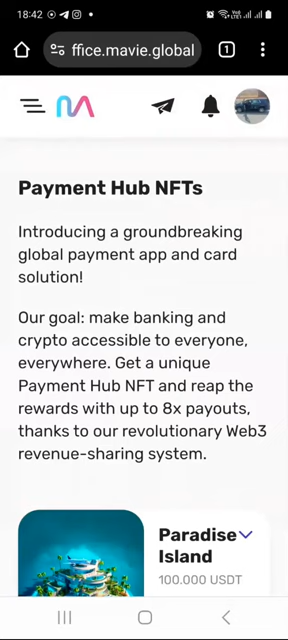 18:42
Vo) LTE1
ffice.mavie.global
1
Payment Hub NFTs
Introducing a groundbreaking
global payment app and card
solution!
Our goal: make banking and
crypto accessible to everyone,
everywhere. Get a unique
Payment Hub NFT and reap the
rewards with up to 8x payouts,
thanks to our revolutionary Web3
revenue-sharing system.
Paradise
Island
100.000 USDT